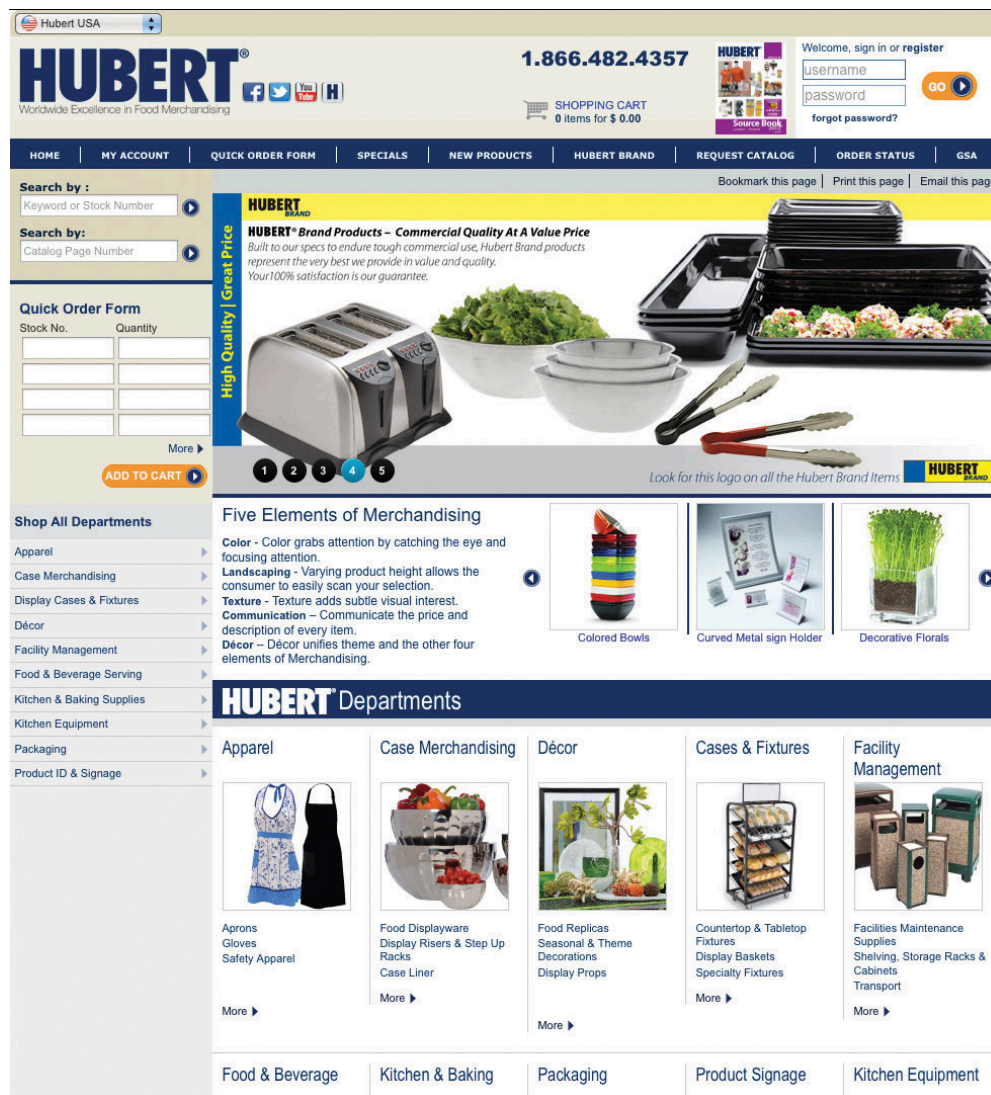 Hubert USA
HUBERT®
Worldwide Excellence in Food Merchandising
You
Tube
H
1.866.482.4357
SHOPPING CART
0 items for $ 0.00
HUBERT
Source Book
Welcome, sign in or register
username
password
GO
forgot password?
HOME
MY ACCOUNT
QUICK ORDER FORM
SPECIALS
NEW PRODUCTS
HUBERT BRAND
REQUEST CATALOG
ORDER STATUS
GSA
Search by :
Keyword or Stock Number
Search by:
Catalog Page Number
Quick Order Form
Stock No. Quantity
More
ADD TO CART
Bookmark this page | Print this page | Email this pag
High Quality | Great Price
HUBERT
BRAND
HUBERT® Brand Products – Commercial Quality At A Value Price
Built to our specs to endure tough commercial use, Hubert Brand products
represent the very best we provide in value and quality.
Your100% satisfaction is our guarantee.
1 2 3 4 5
Look for this logo on all the Hubert Brand Items
HUBERT
BRAND
Shop All Departments
Apparel
Case Merchandising
Display Cases & Fixtures
Décor
Facility Management
Food & Beverage Serving
Kitchen & Baking Supplies
Kitchen Equipment
Packaging
Product ID & Signage
Five Elements of Merchandising
Color - Color grabs attention by catching the eye and
focusing attention.
Landscaping - Varying product height allows the
consumer to easily scan your selection.
Texture - Texture adds subtle visual interest.
Communication – Communicate the price and
description of every item.
Décor – Décor unifies theme and the other four
elements of Merchandising.
Colored Bowls
Curved Metal sign Holder
Decorative Florals
HUBERT® Departments
Apparel
Aprons
Gloves
Safety Apparel
More
Case Merchandising
Food Displayware
Display Risers & Step Up
Racks
Case Liner
More
Décor
Food Replicas
Seasonal & Theme
Decorations
Display Props
More
Cases & Fixtures
Countertop & Tabletop
Fixtures
Display Baskets
Specialty Fixtures
More
Facility
Management
Facilities Maintenance
Supplies
Shelving, Storage Racks &
Cabinets
Transport
More
Food & Beverage
Kitchen & Baking
Packaging
Product Signage
Kitchen Equipment